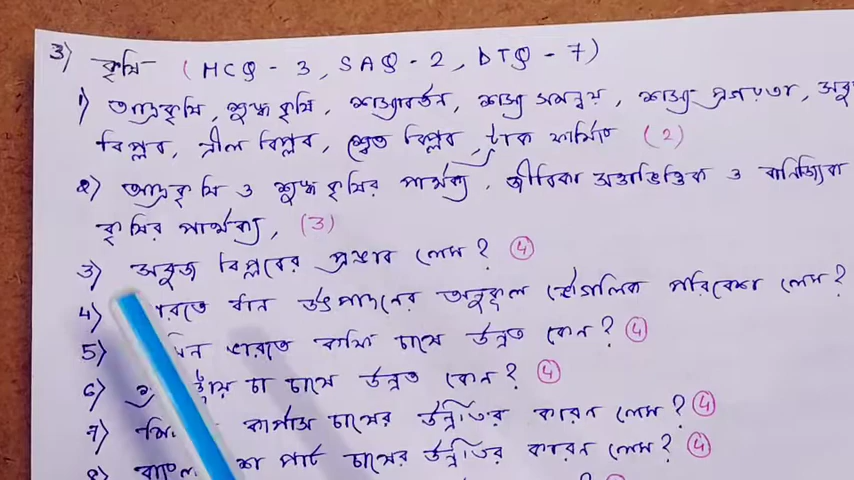 3) কৃষি (MCQ - 3, SAQ - 2, DTQ - 7)
1) আদ্রকৃষি, শুষ্ক কৃষি, শস্যাবর্তন, শস্য সমন্বয়, শস্য প্রগাঢ়তা,
বিপ্লব, নীল বিপ্লব, শ্বেত বিপ্লব, ট্রাক ফার্মিং (2)
2) আদ্রকৃষি ও শুষ্ক কৃষির পার্থক্য, জীবিকা সত্তাভিত্তিক ও বানিজ্যিক
কৃষির পার্থক্য, (3)
3) সবুজ বিপ্লবের প্রভাব লেখ? (4)
4) ধান উৎপাদনের অনুকূল ভৌগলিক পরিবেশ লেখ?
5) ভারতে কফি চাষে উন্নত কেন? (4)
6) চা চাষে উন্নত কেন? (4)
7) কার্পাস চাষের উন্নতির কারন লেখ? (4)
8) পাট চাষের উন্নতির কারন লেখ? (4)